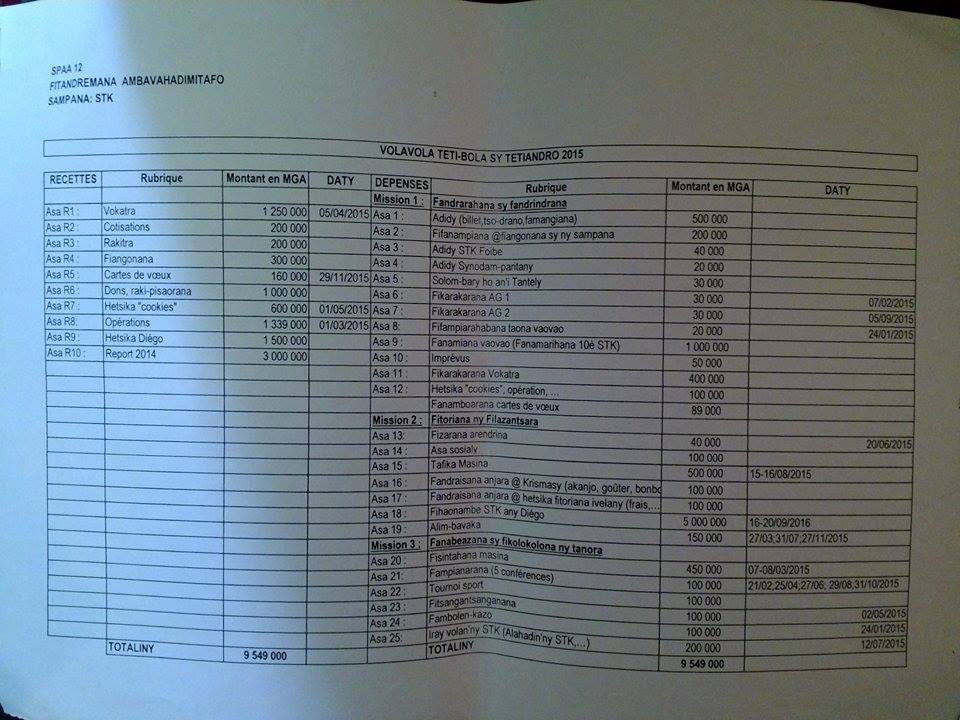 SPAA 12
FITANDREMANA AMBAVAHADIMITAFO
SAMPANA: STK
VOLAVOLA TETI-BOLA SY TETIANDRO 2015
RECETTES Rubrique Montant en MGA DATY DEPENSES Rubrique Montant en MGA DATY
Mission 1 : Fandrarahana sy fandrindrana
Asa R1 : Vokatra 1 250 000 05/04/2015 Asa 1 : Adidy (billet,tso-drano,famangiana) 500 000
Asa R2 : Cotisations 200 000 Asa 2 : Fifanampiana @fiangonana sy ny sampana 200 000
Asa R3 : Rakitra 200 000 Asa 3 : Adidy STK Foibe 40 000
Asa R4 : Fiangonana 300 000 Asa 4 : Adidy Synodam-paritany 20 000
Asa R5 : Cartes de vœux 160 000 29/11/2015 Asa 5 : Solom-bary ho an'i Tantely 30 000
Asa R6 : Dons, raki-pisaorana 1 000 000 Asa 6 : Fikarakarana AG 1 30 000 07/02/2015
Asa R7 : Hetsika "cookies" 600 000 01/05/2015 Asa 7 : Fikarakarana AG 2 30 000 05/09/2015
Asa R8: Opérations 1 339 000 01/03/2015 Asa 8: Fifampiarahabana taona vaovao 20 000 24/01/2015
Asa R9 : Hetsika Diégo 1 500 000 Asa 9 : Fanamiana vaovao (Fanamarihana 10è STK) 1 000 000
Asa R10 : Report 2014 3 000 000 Asa 10 : Imprévus 50 000
Asa 11 : Fikarakarana Vokatra 400 000
Asa 12 : Hetsika "cookies", opération, ... 100 000
Fanamboarana cartes de vœux 89 000
Mission 2 : Fitoriana ny Filazantsara
Asa 13: Fizarana arendrina 40 000 20/06/2015
Asa 14 : Asa sosialy 100 000
Asa 15 : Tafika Masina 500 000 15-16/08/2015
Asa 16 : Fandraisana anjara @ Krismasy (akanjo, goûter, bonbo 100 000
Asa 17 : Fandraisana anjara @ hetsika fitoriana ivelany (frais,... 100 000
Asa 18 : Fihaonambe STK any Diégo 5 000 000 16-20/09/2016
Asa 19 : Alim-bavaka 150 000 27/03;31/07;27/11/2015
Mission 3 : Fanabeazana sy fikolokolona ny tanora
Asa 20 : Fisintahana masina 450 000 07-08/03/2015
Asa 21: Fampianarana (5 conférences) 100 000 21/02;25/04;27/06; 29/08;31/10/2015
Asa 22 : Tournoi sport 100 000
Asa 23 : Fitsangantsanganana 100 000 02/05/2015
Asa 24 : Fambolen-kazo 100 000 24/01/2015
Asa 25: Iray volan'ny STK (Alahadin'ny STK,...) 200 000 12/07/2015
TOTALINY 9 549 000 TOTALINY 9 549 000